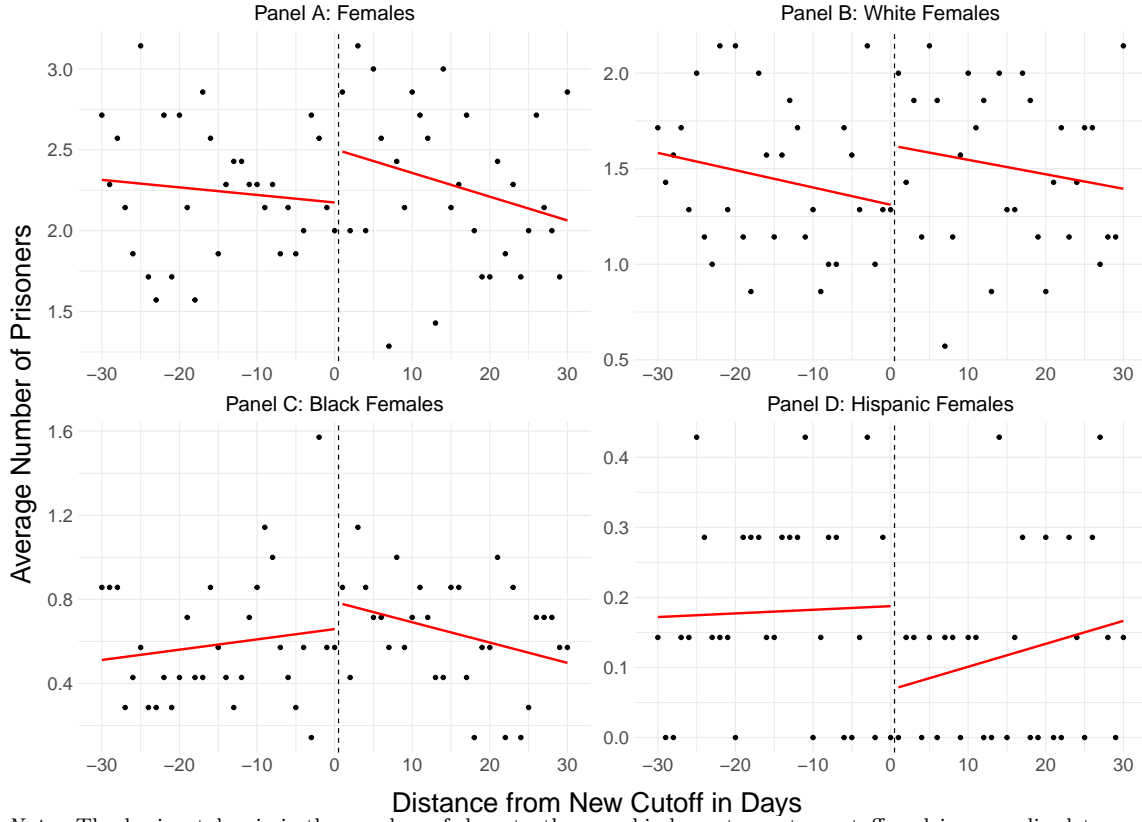 Panel A: Females
Panel B: White Females
3.0
2.5
2.0
1.5
2.0
1.5
1.0
0.5
−30 −20 −10 0 10 20 30
−30 −20 −10 0 10 20 30
Panel C: Black Females
Panel D: Hispanic Females
1.6
1.2
0.8
0.4
0.4
0.3
0.2
0.1
0.0
−30 −20 −10 0 10 20 30
−30 −20 −10 0 10 20 30
Average Number of Prisoners
Distance from New Cutoff in Days